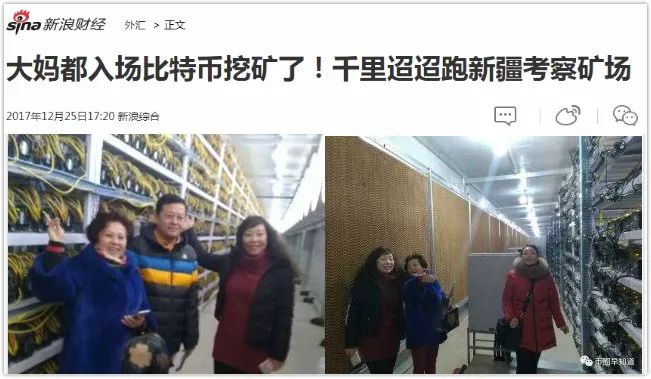 sina 新浪财经 外汇 > 正文
大妈都入场比特币挖矿了！千里迢迢跑新疆考察矿场
2017年12月25日17:20 新浪综合
币圈早知道